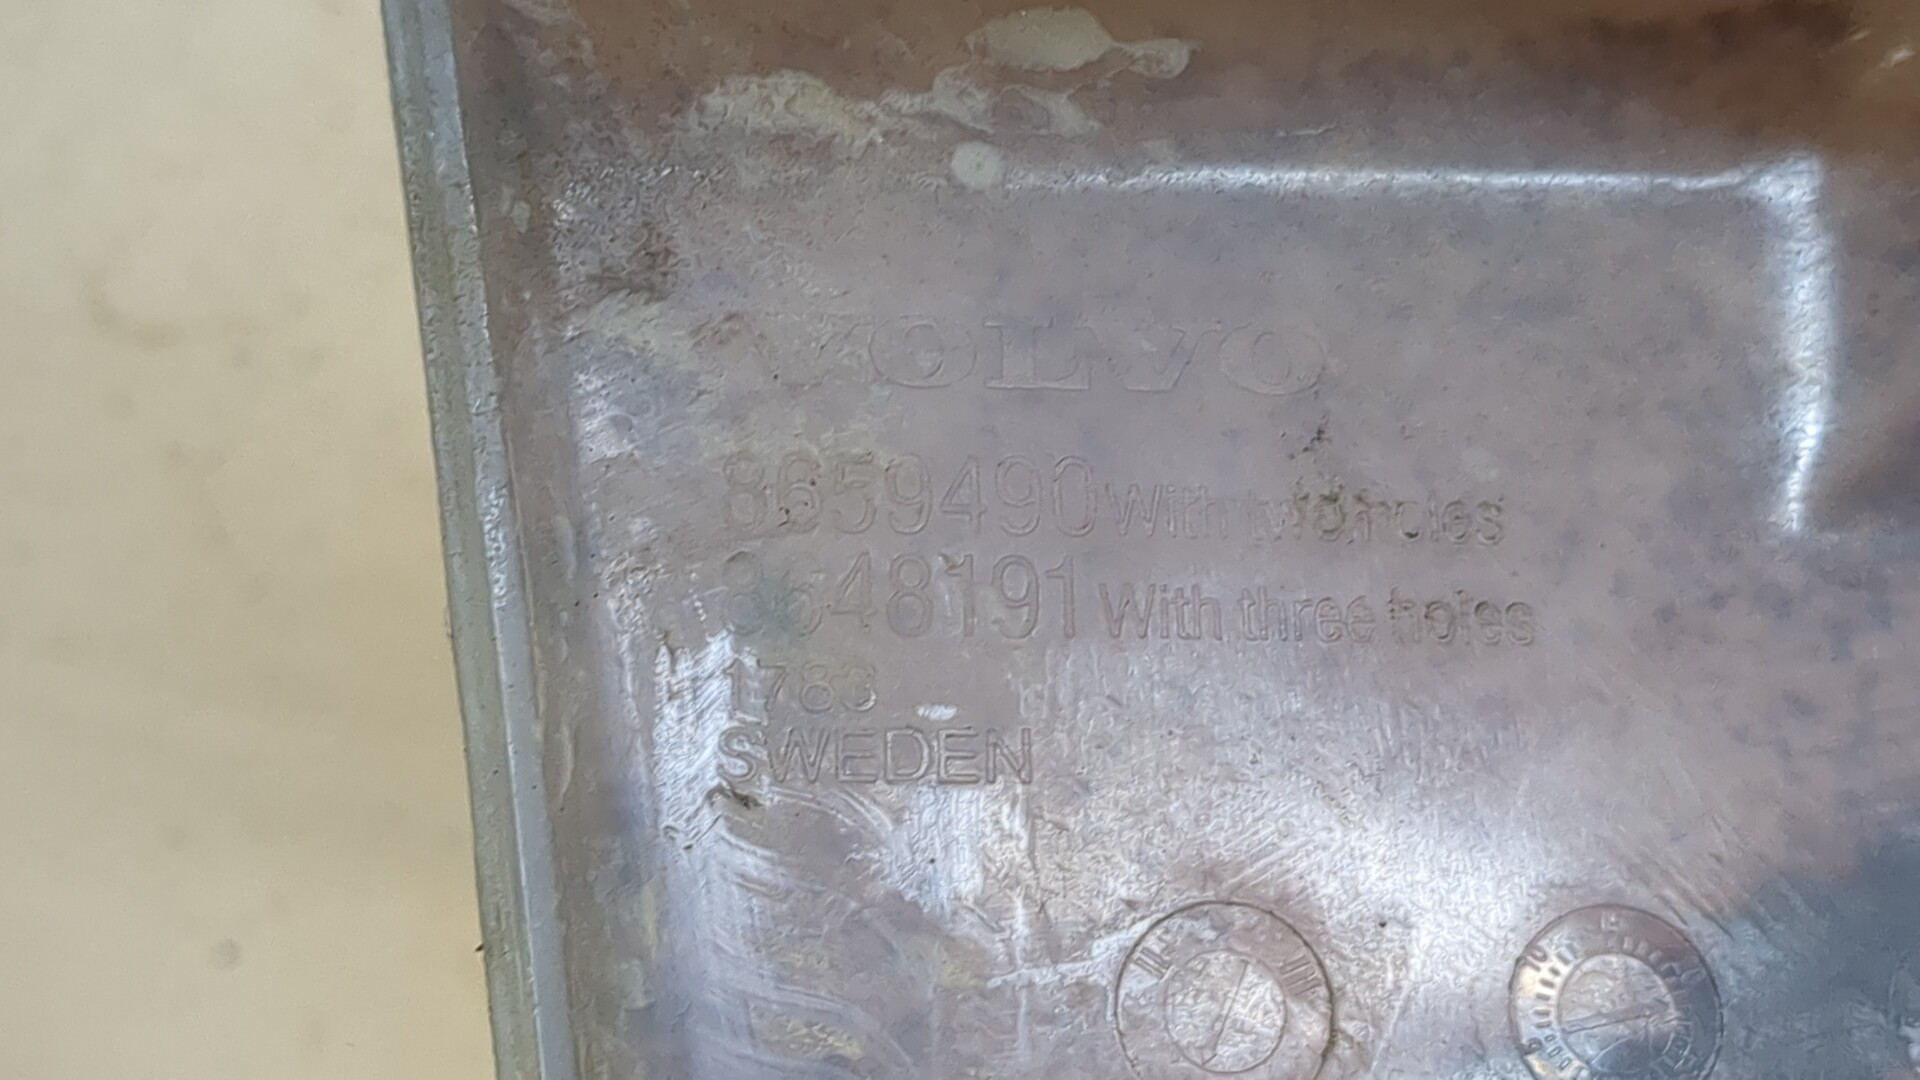 VOLVO
8659490 With two holes
8648191 With three holes
1783
SWEDEN